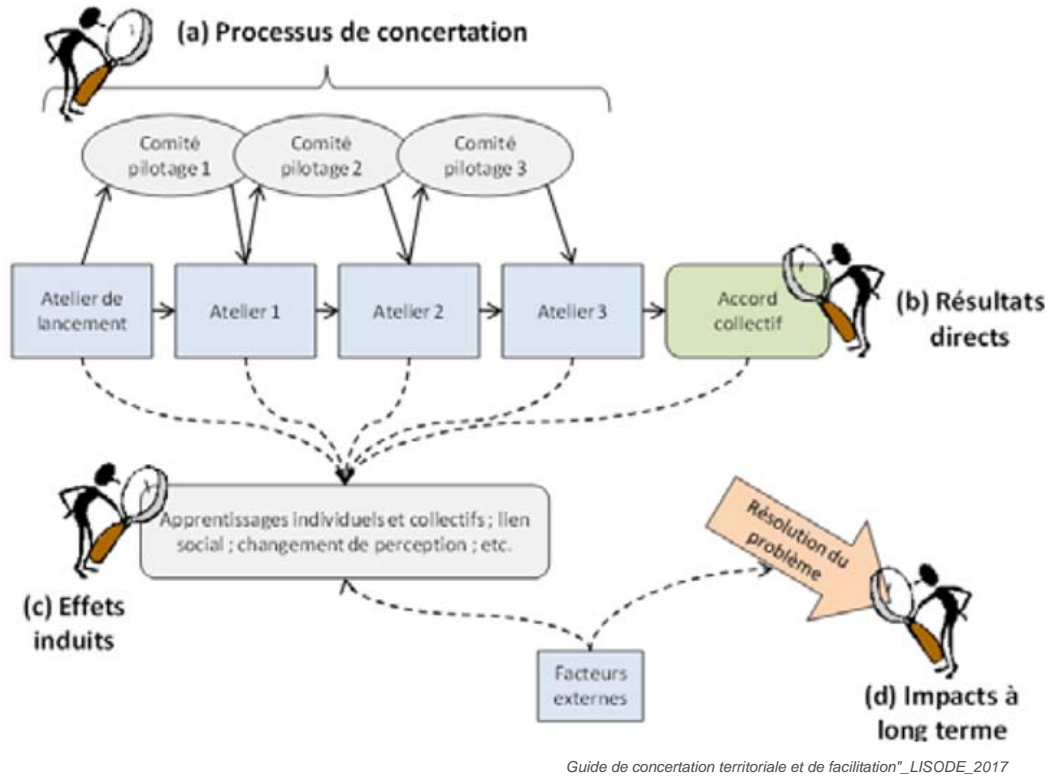 (a) Processus de concertation
Comité
pilotage 1
Comité
pilotage 2
Comité
pilotage 3
Atelier de
lancement
Atelier 1
Atelier 2
Atelier 3
Accord
collectif
(b) Résultats
directs
Apprentissages individuels et collectifs ; lien
social ; changement de perception ; etc.
(c) Effets
induits
Résolution du
problème
Facteurs
externes
(d) Impacts à
long terme
Guide de concertation territoriale et de facilitation"_LISODE_2017